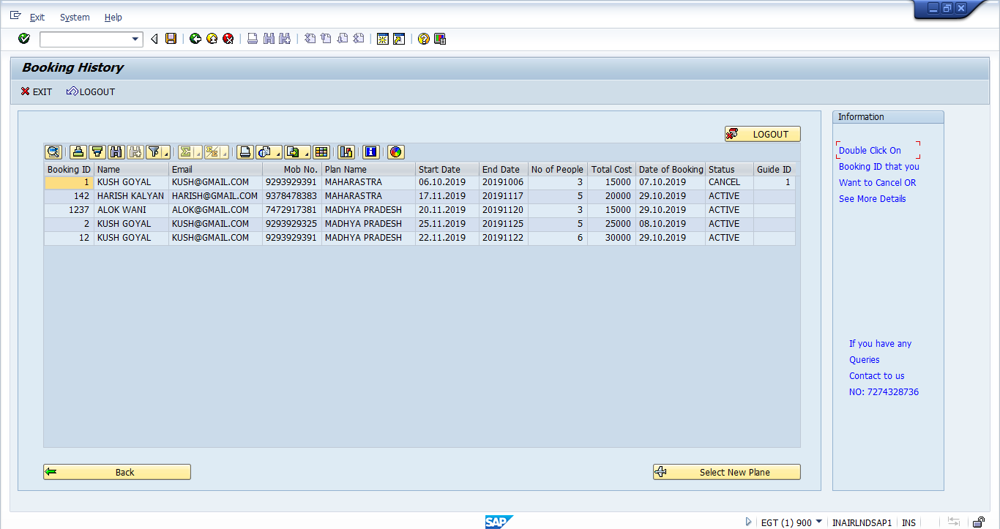 Exit System Help
Booking History
EXIT LOGOUT
LOGOUT
Booking ID Name Email Mob No. Plan Name Start Date End Date No of People Total Cost Date of Booking Status Guide ID
1 KUSH GOYAL KUSH@GMAIL.COM 9293929391 MAHARASTRA 06.10.2019 20191006 3 15000 07.10.2019 CANCEL 1
142 HARISH KALYAN HARISH@GMAIL.COM 9378478383 MAHARASTRA 17.11.2019 20191117 5 20000 29.10.2019 ACTIVE
1237 ALOK WANI ALOK@GMAIL.COM 7472917381 MADHYA PRADESH 20.11.2019 20191120 3 15000 29.10.2019 ACTIVE
2 KUSH GOYAL KUSH@GMAIL.COM 9293929325 MADHYA PRADESH 25.11.2019 20191125 5 25000 08.10.2019 ACTIVE
12 KUSH GOYAL KUSH@GMAIL.COM 9293929391 MADHYA PRADESH 22.11.2019 20191122 6 30000 29.10.2019 ACTIVE
Back
Select New Plane
Information
Double Click On
Booking ID that you
Want to Cancel OR
See More Details
If you have any
Queries
Contact to us
NO: 7274328736
SAP
EGT (1) 900 INAIRLNDSAP1 INS